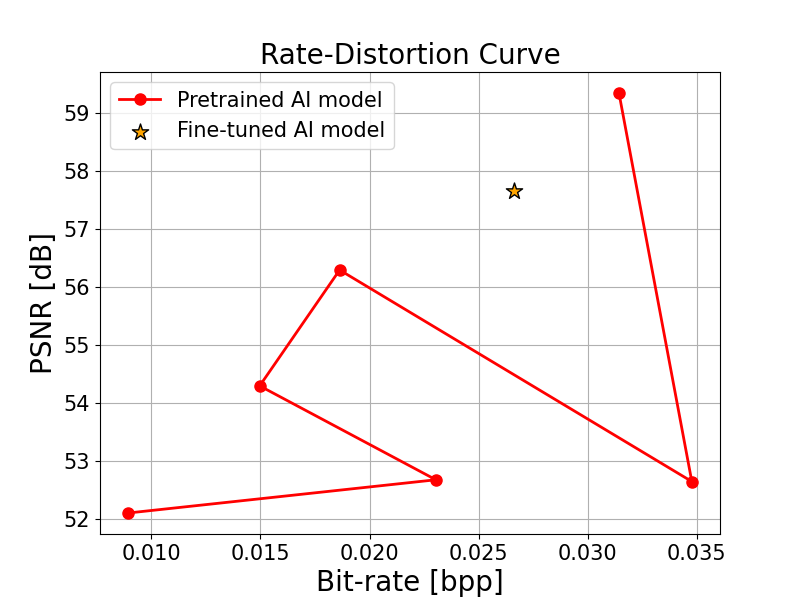 Rate-Distortion Curve
Pretrained AI model
Fine-tuned AI model
59
58
57
56
55
54
53
52
PSNR [dB]
0.010
0.015
0.020
0.025
0.030
0.035
Bit-rate [bpp]